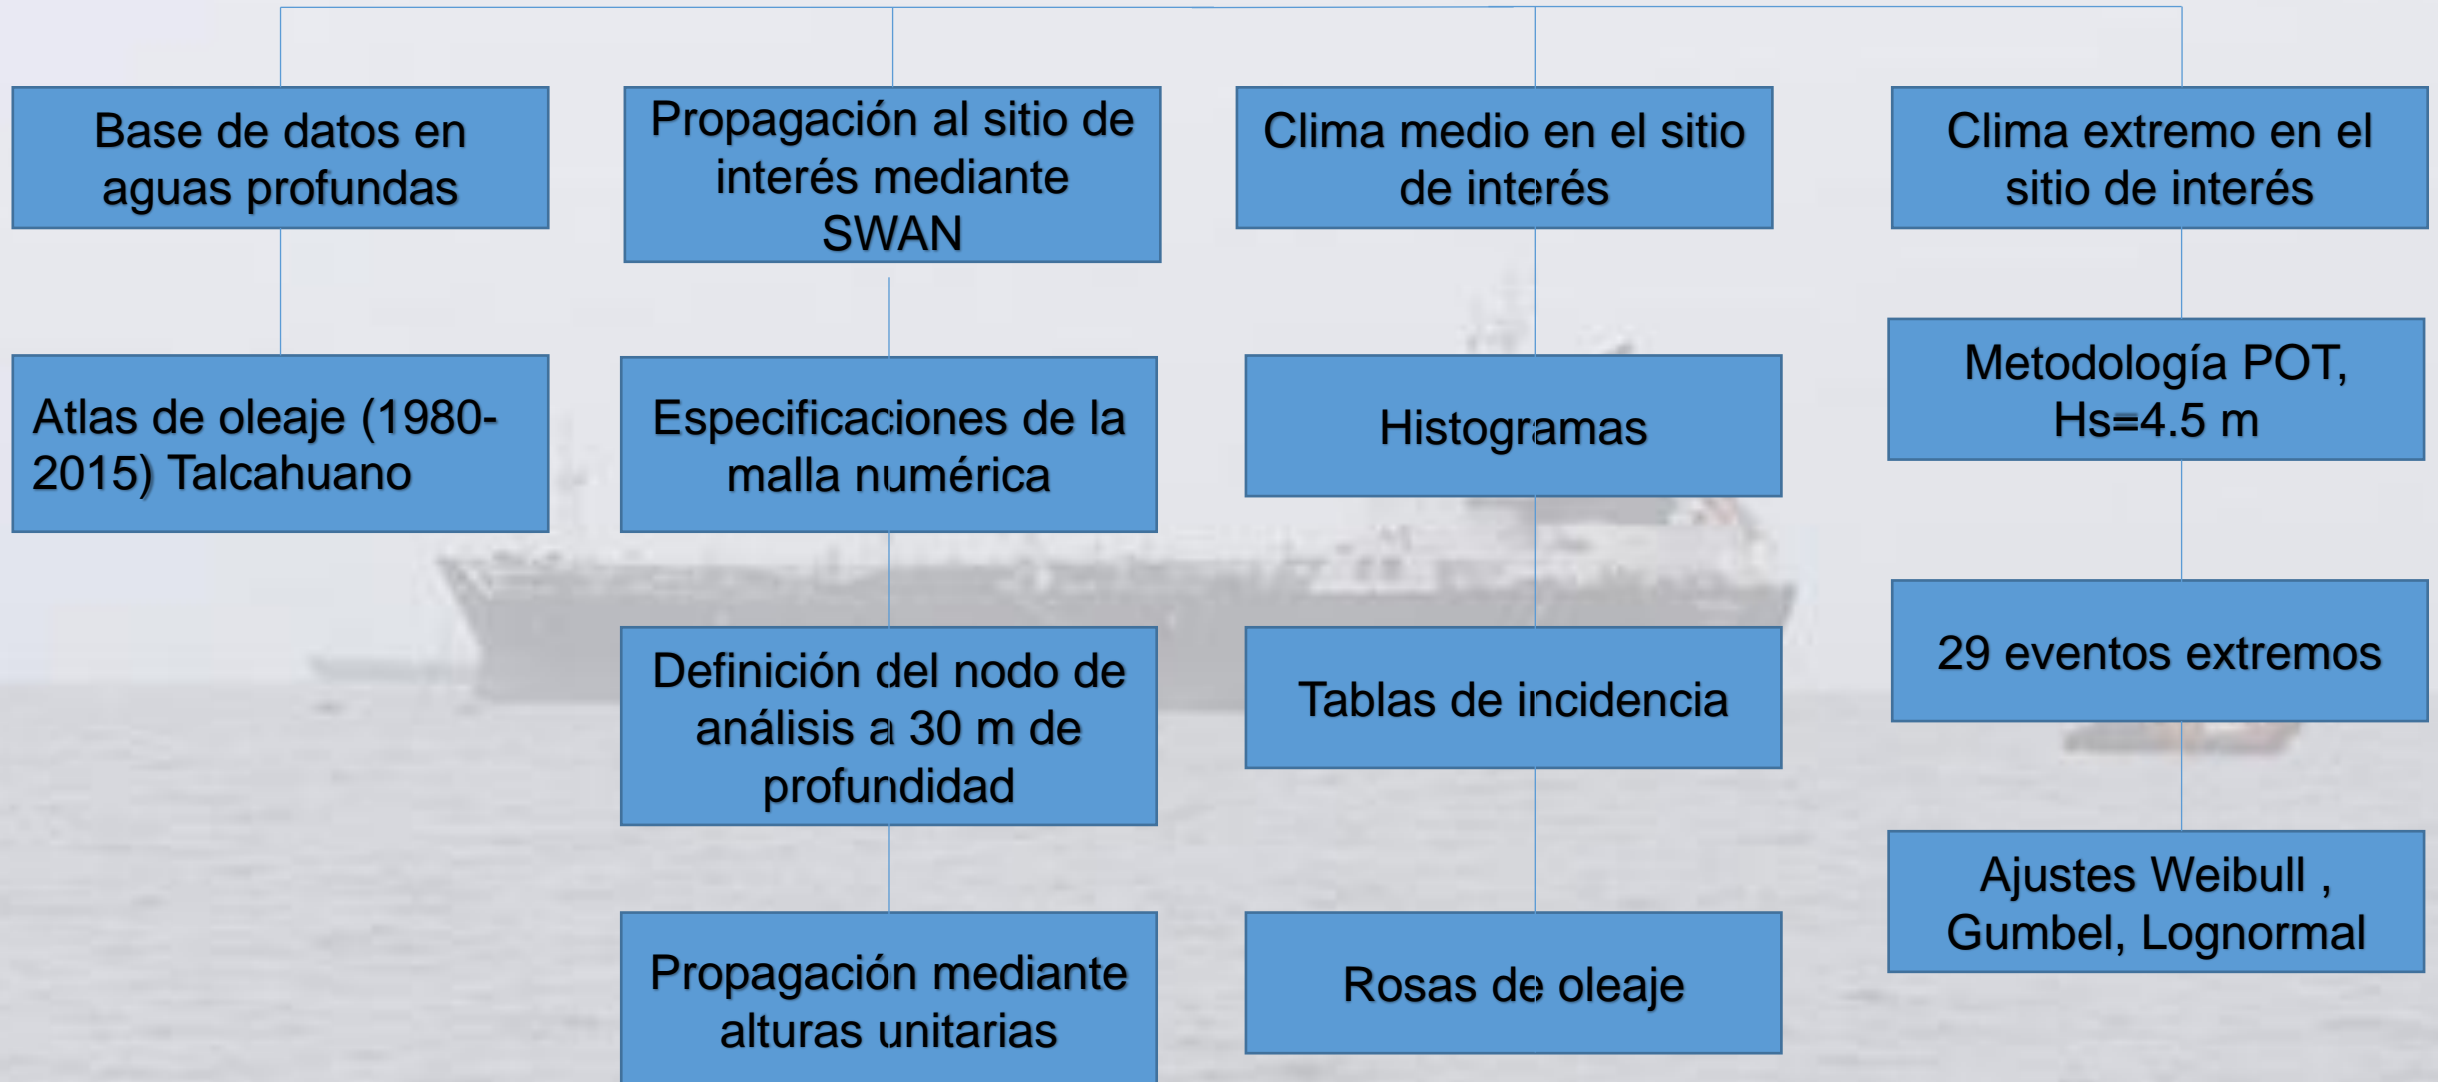 Base de datos en
aguas profundas
Atlas de oleaje (1980-
2015) Talcahuano
Propagación al sitio de
interés mediante
SWAN
Especificaciones de la
malla numérica
Definición del nodo de
análisis a 30 m de
profundidad
Propagación mediante
alturas unitarias
Clima medio en el sitio
de interés
Histogramas
Tablas de incidencia
Rosas de oleaje
Clima extremo en el
sitio de interés
Metodología POT,
Hs=4.5 m
29 eventos extremos
Ajustes Weibull ,
Gumbel, Lognormal